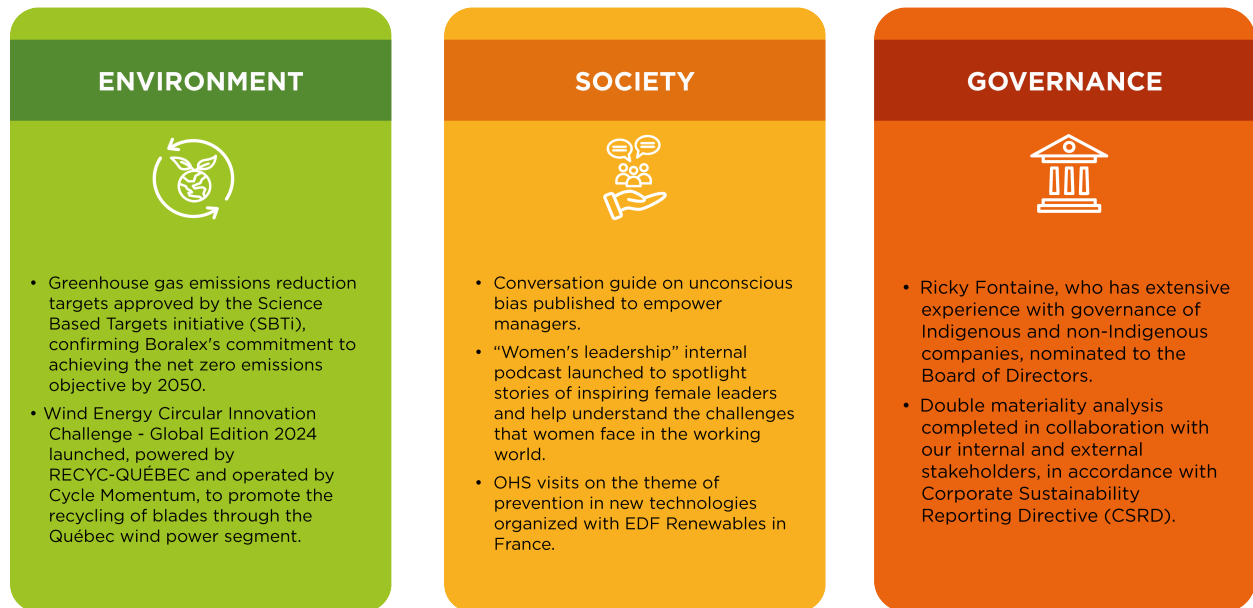 ENVIRONMENT
• Greenhouse gas emissions reduction
targets approved by the Science
Based Targets initiative (SBTi),
confirming Boralex's commitment to
achieving the net zero emissions
objective by 2050.
• Wind Energy Circular Innovation
Challenge - Global Edition 2024
launched, powered by
RECYC-QUÉBEC and operated by
Cycle Momentum, to promote the
recycling of blades through the
Québec wind power segment.
SOCIETY
• Conversation guide on unconscious
bias published to empower
managers.
• “Women's leadership” internal
podcast launched to spotlight
stories of inspiring female leaders
and help understand the challenges
that women face in the working
world.
• OHS visits on the theme of
prevention in new technologies
organized with EDF Renewables in
France.
GOVERNANCE
• Ricky Fontaine, who has extensive
experience with governance of
Indigenous and non-Indigenous
companies, nominated to the
Board of Directors.
• Double materiality analysis
completed in collaboration with
our internal and external
stakeholders, in accordance with
Corporate Sustainability
Reporting Directive (CSRD).